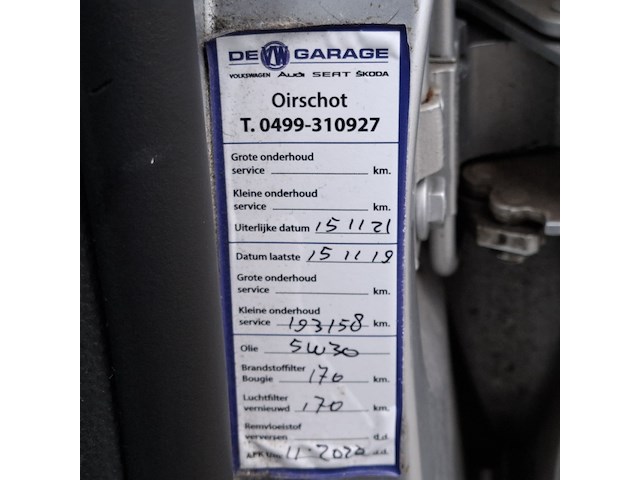 DE VW GARAGE
VOLKSWAGEN Audi SEAT ŠKODA
Oirschot
T. 0499-310927
Grote onderhoud
service km.
Kleine onderhoud
service km.
Uiterlijke datum 15 11 21
Datum laatste 15 11 19
Grote onderhoud
service km.
Kleine onderhoud
service 193158 km.
Olie 5W30
Brandstoffilter
Bougie 170 km.
Luchtfilter
vernieuwd 170 km.
Remvloeistof
verversen d.d.
APK 11-2020 d.d.